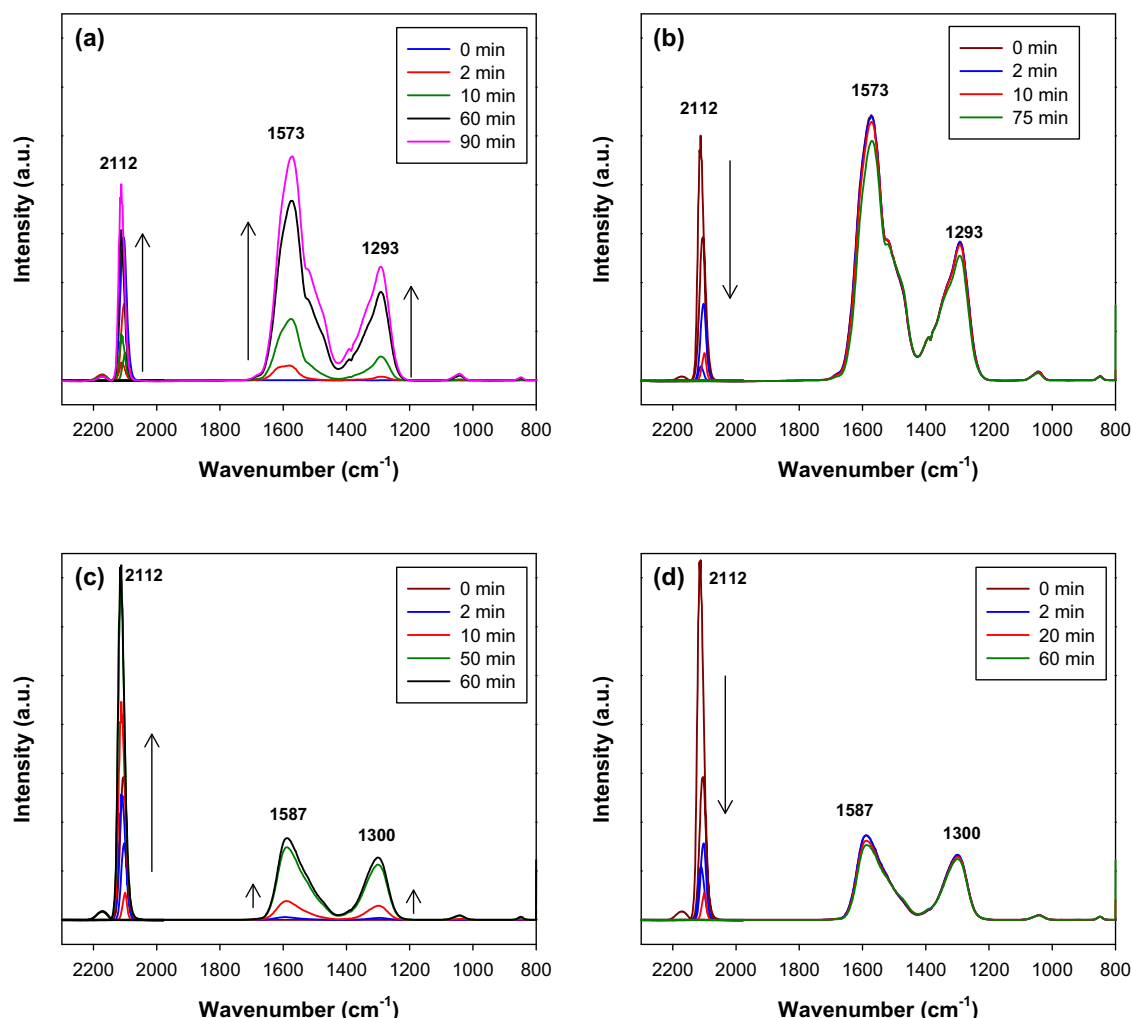 (a)
0 min
2 min
10 min
60 min
90 min
2112
1573
1293
Intensity (a.u.)
2200 2000 1800 1600 1400 1200 1000 800
Wavenumber (cm⁻¹)
(b)
0 min
2 min
10 min
75 min
2112
1573
1293
Intensity (a.u.)
2200 2000 1800 1600 1400 1200 1000 800
Wavenumber (cm⁻¹)
(c)
2112
0 min
2 min
10 min
50 min
60 min
1587
1300
Intensity (a.u.)
2200 2000 1800 1600 1400 1200 1000 800
Wavenumber (cm⁻¹)
(d)
2112
0 min
2 min
20 min
60 min
1587
1300
Intensity (a.u.)
2200 2000 1800 1600 1400 1200 1000 800
Wavenumber (cm⁻¹)